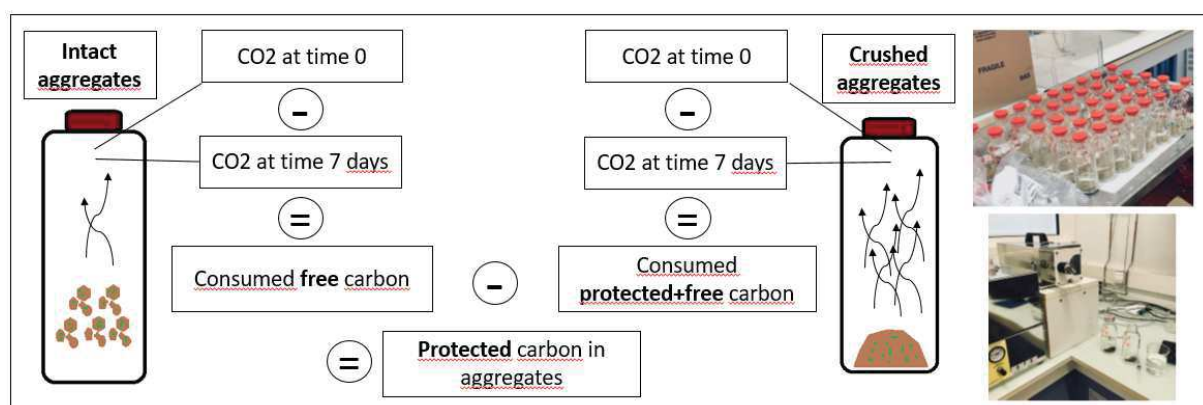 Intact
aggregates
CO2 at time 0
-
CO2 at time 7 days
=
Consumed free carbon
-
CO2 at time 0
-
CO2 at time 7 days
=
Consumed
protected+free carbon
Crushed
aggregates
=
Protected carbon in
aggregates
FRAGILE